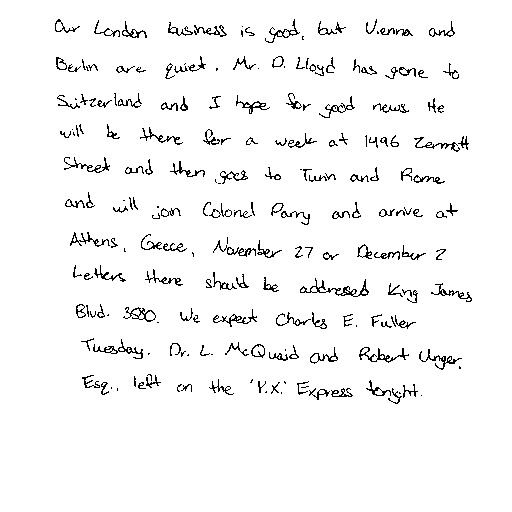 Our London business is good, but Vienna and
Berlin are quiet. Mr. D. Lloyd has gone to
Switzerland and I hope for good news. He
will be there for a week at 1496 Zermott
Street and then goes to Turin and Rome
and will join Colonel Parry and arrive at
Athens, Greece, November 27 or December 2
Letters there should be addressed King James
Blvd. 3580. We expect Charles E. Fuller
Tuesday. Dr. L. McQuaid and Robert Unger,
Esq., left on the 'Y.X.' Express tonight.